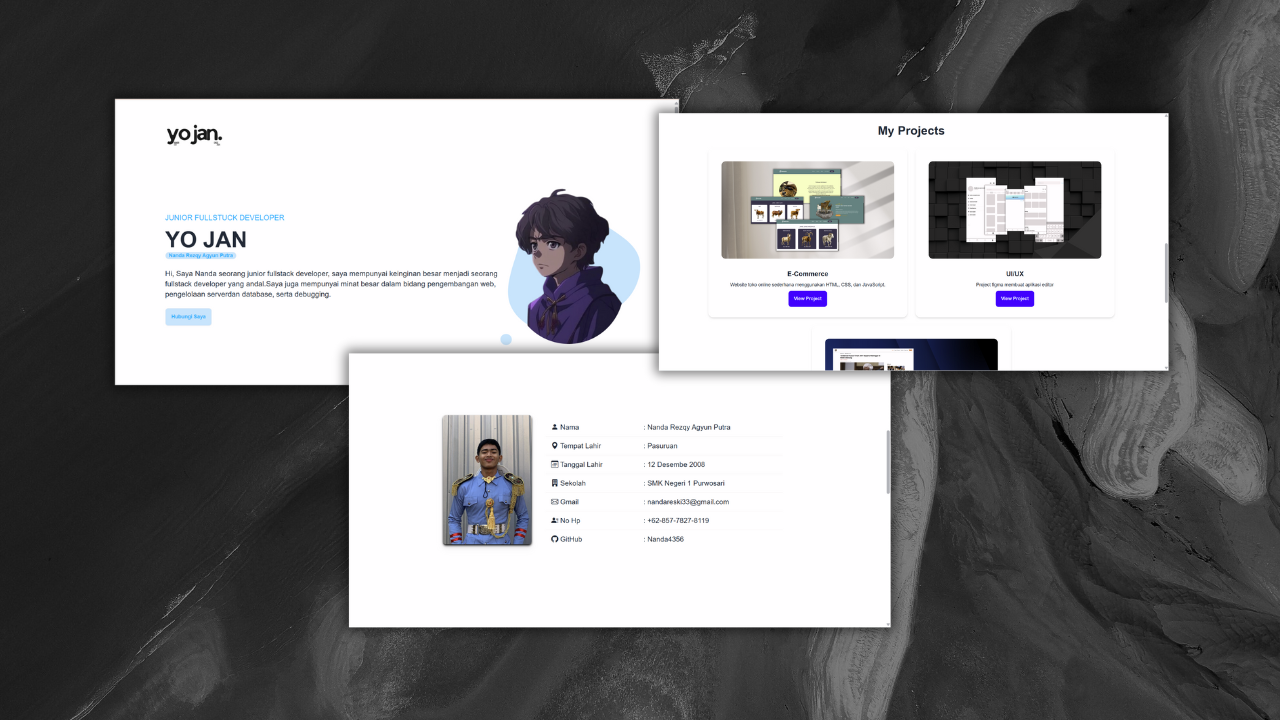 yo jan.
JUNIOR FULLSTUCK DEVELOPER
YO JAN
Nanda Rezqy Agyun Putra
Hi, Saya Nanda seorang junior fullstack developer, saya mempunyai keinginan besar menjadi seorang
fullstack developer yang andal.Saya juga mempunyai minat besar dalam bidang pengembangan web,
pengelolaan serverdan database, serta debugging.
Hubungi Saya
My Projects
E-Commerce
Website toko online sederhana menggunakan HTML, CSS, dan JavaScript.
View Project
UI/UX
Project figma membuat aplikasi editor
View Project
Nama : Nanda Rezqy Agyun Putra
Tempat Lahir : Pasuruan
Tanggal Lahir : 12 Desembe 2008
Sekolah : SMK Negeri 1 Purwosari
Gmail : nandareski33@gmail.com
No Hp : +62-857-7827-8119
GitHub : Nanda4356